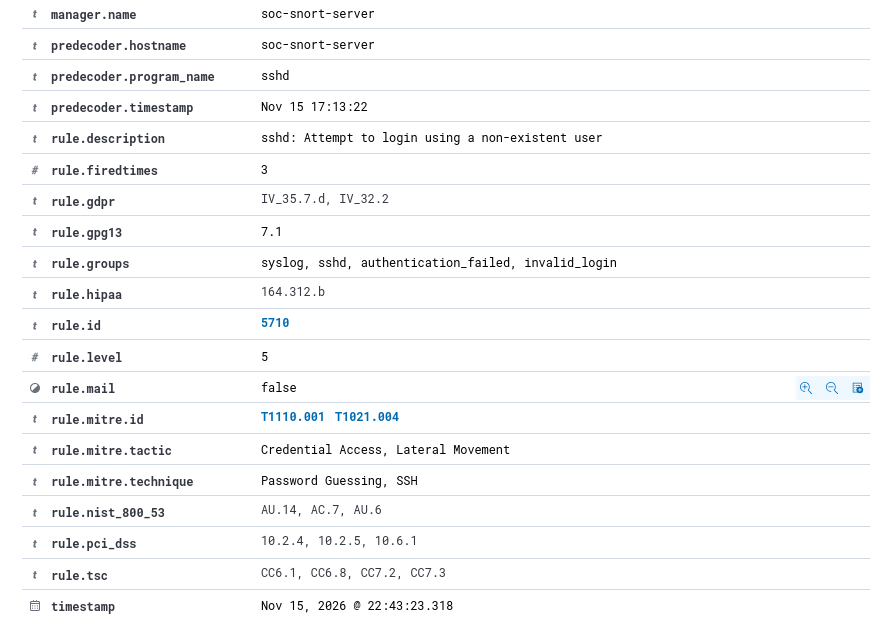 t manager.name soc-snort-server
t predecoder.hostname soc-snort-server
t predecoder.program_name sshd
t predecoder.timestamp Nov 15 17:13:22
t rule.description sshd: Attempt to login using a non-existent user
# rule.firedtimes 3
t rule.gdpr IV_35.7.d, IV_32.2
t rule.gpg13 7.1
t rule.groups syslog, sshd, authentication_failed, invalid_login
t rule.hipaa 164.312.b
t rule.id 5710
# rule.level 5
rule.mail false
t rule.mitre.id T1110.001 T1021.004
t rule.mitre.tactic Credential Access, Lateral Movement
t rule.mitre.technique Password Guessing, SSH
t rule.nist_800_53 AU.14, AC.7, AU.6
t rule.pci_dss 10.2.4, 10.2.5, 10.6.1
t rule.tsc CC6.1, CC6.8, CC7.2, CC7.3
timestamp Nov 15, 2026 @ 22:43:23.318